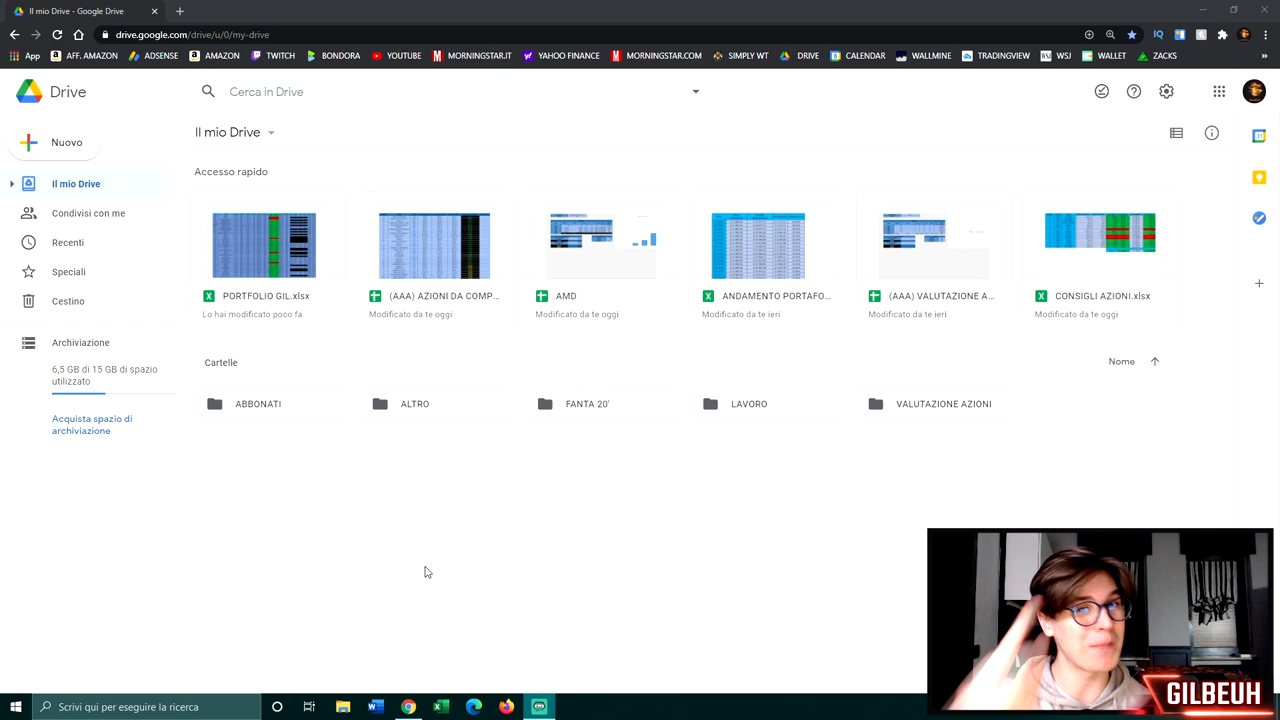 Il mio Drive - Google Drive
drive.google.com/drive/u/0/my-drive
AFF. AMAZON ADSENSE AMAZON TWITCH BONDORA YOUTUBE MORNINGSTAR.IT YAHOO FINANCE MORNINGSTAR.COM SIMPLY WT DRIVE CALENDAR WALLMINE TRADINGVIEW WSJ WALLET ZACKS
Drive
Cerca in Drive
Nuovo
Il mio Drive
Condivisi con me
Recenti
Speciali
Cestino
Archiviazione
6,5 GB di 15 GB di spazio
utilizzato
Acquista spazio di
archiviazione
Il mio Drive
Accesso rapido
PORTFOLIO GIL.xlsx
Lo hai modificato poco fa
(AAA) AZIONI DA COMP...
Modificato da te oggi
AMD
Modificato da te oggi
ANDAMENTO PORTAFO...
Modificato da te ieri
(AAA) VALUTAZIONE A...
Modificato da te ieri
CONSIGLI AZIONI.xlsx
Modificato da te oggi
Cartelle
Nome
ABBONATI
ALTRO
FANTA 20'
LAVORO
VALUTAZIONE AZIONI
GILBEUH
Scrivi qui per eseguire la ricerca